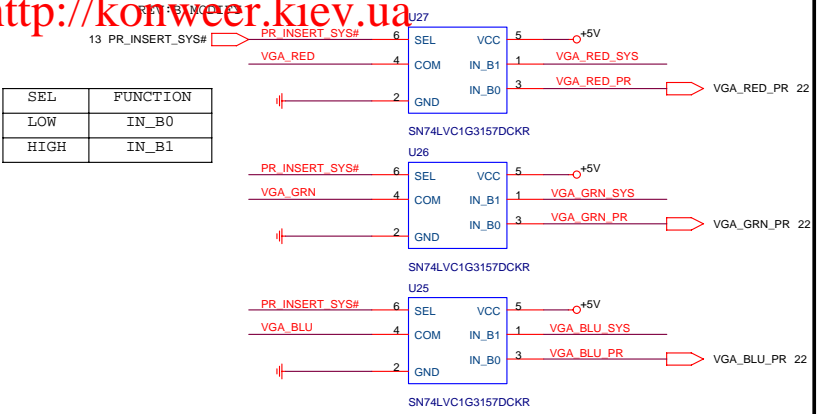 http://konweer.kiev.ua
REV:B MODIFY
U27
13 PR_INSERT_SYS#
PR_INSERT_SYS# 6 SEL VCC 5 +5V
VGA_RED 4 COM IN_B1 1 VGA_RED_SYS
IN_B0 3 VGA_RED_PR VGA_RED_PR 22
2 GND
SN74LVC1G3157DCKR
SEL FUNCTION
LOW IN_B0
HIGH IN_B1
U26
PR_INSERT_SYS# 6 SEL VCC 5 +5V
VGA_GRN 4 COM IN_B1 1 VGA_GRN_SYS
IN_B0 3 VGA_GRN_PR VGA_GRN_PR 22
2 GND
SN74LVC1G3157DCKR
U25
PR_INSERT_SYS# 6 SEL VCC 5 +5V
VGA_BLU 4 COM IN_B1 1 VGA_BLU_SYS
IN_B0 3 VGA_BLU_PR VGA_BLU_PR 22
2 GND
SN74LVC1G3157DCKR